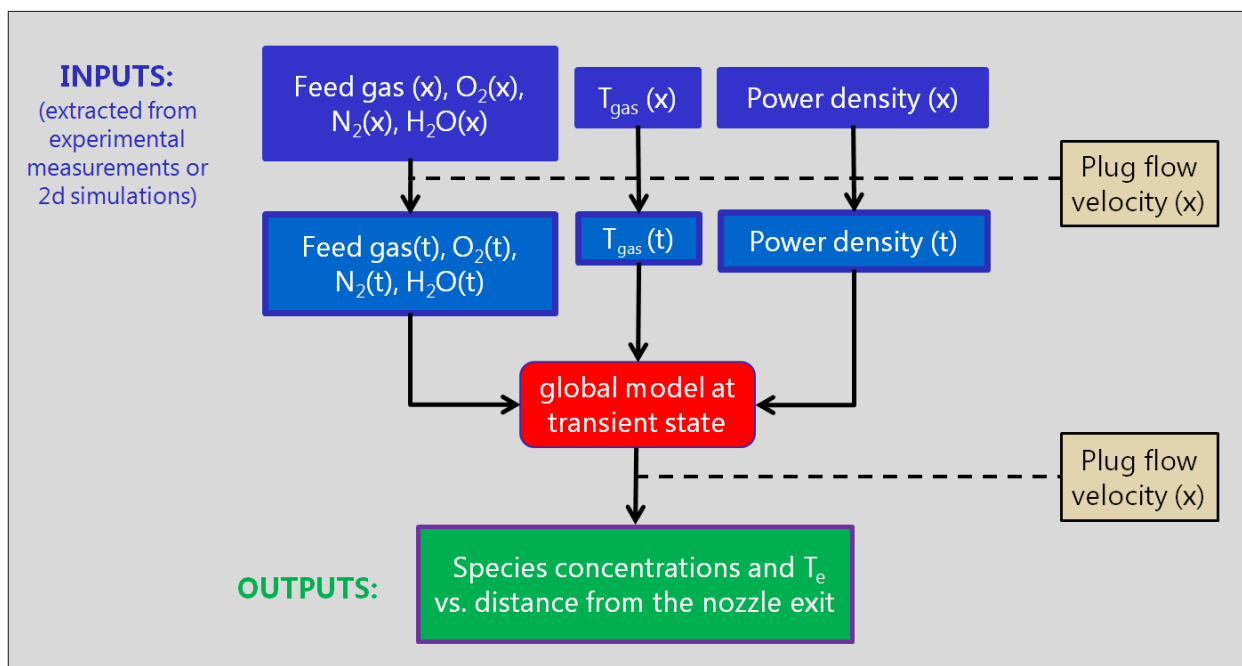 INPUTS:
(extracted from
experimental
measurements or
2d simulations)
Feed gas (x), O₂(x),
N₂(x), H₂O(x)
T_gas (x)
Power density (x)
Plug flow
velocity (x)
Feed gas(t), O₂(t),
N₂(t), H₂O(t)
T_gas (t)
Power density (t)
global model at
transient state
Plug flow
velocity (x)
OUTPUTS:
Species concentrations and Tₑ
vs. distance from the nozzle exit